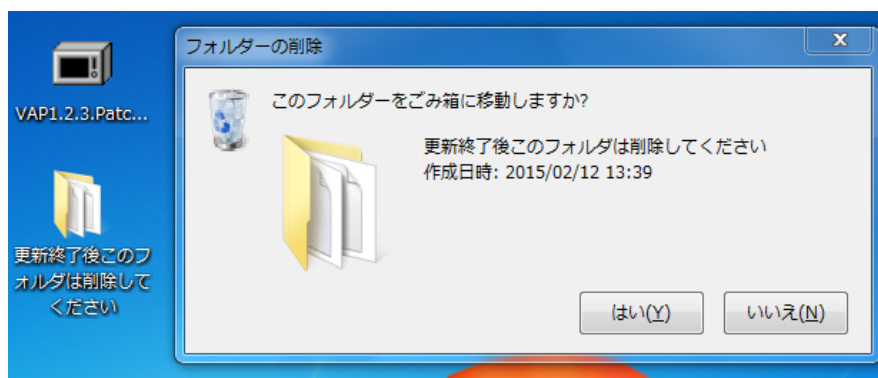 VAP1.2.3.Patc...
更新終了後このフ
ォルダは削除して
ください
フォルダーの削除
このフォルダーをごみ箱に移動しますか?
更新終了後このフォルダは削除してください
作成日時: 2015/02/12 13:39
はい(Y)
いいえ(N)